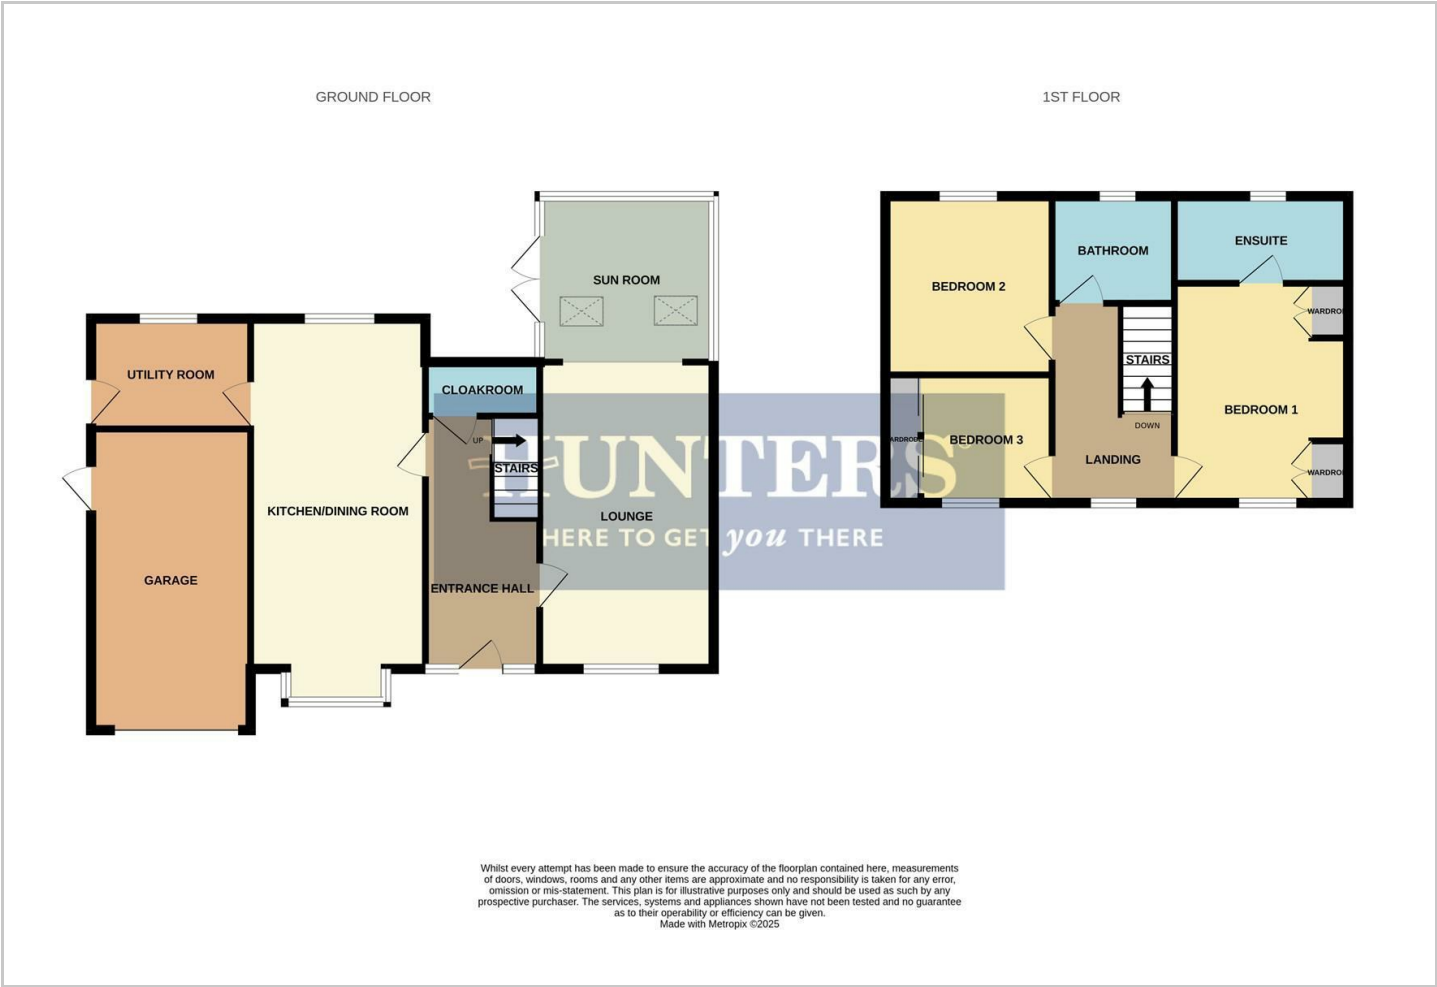 GROUND FLOOR
1ST FLOOR
SUN ROOM
UTILITY ROOM
CLOAKROOM
UP
STAIRS
KITCHEN/DINING ROOM
LOUNGE
GARAGE
ENTRANCE HALL
BATHROOM
ENSUITE
BEDROOM 2
WARDROB
STAIRS
BEDROOM 1
DOWN
ARDROBE
BEDROOM 3
LANDING
WARDROB
HUNTERS®
HERE TO GET you THERE
Whilst every attempt has been made to ensure the accuracy of the floorplan contained here, measurements
of doors, windows, rooms and any other items are approximate and no responsibility is taken for any error,
omission or mis-statement. This plan is for illustrative purposes only and should be used as such by any
prospective purchaser. The services, systems and appliances shown have not been tested and no guarantee
as to their operability or efficiency can be given.
Made with Metropix ©2025